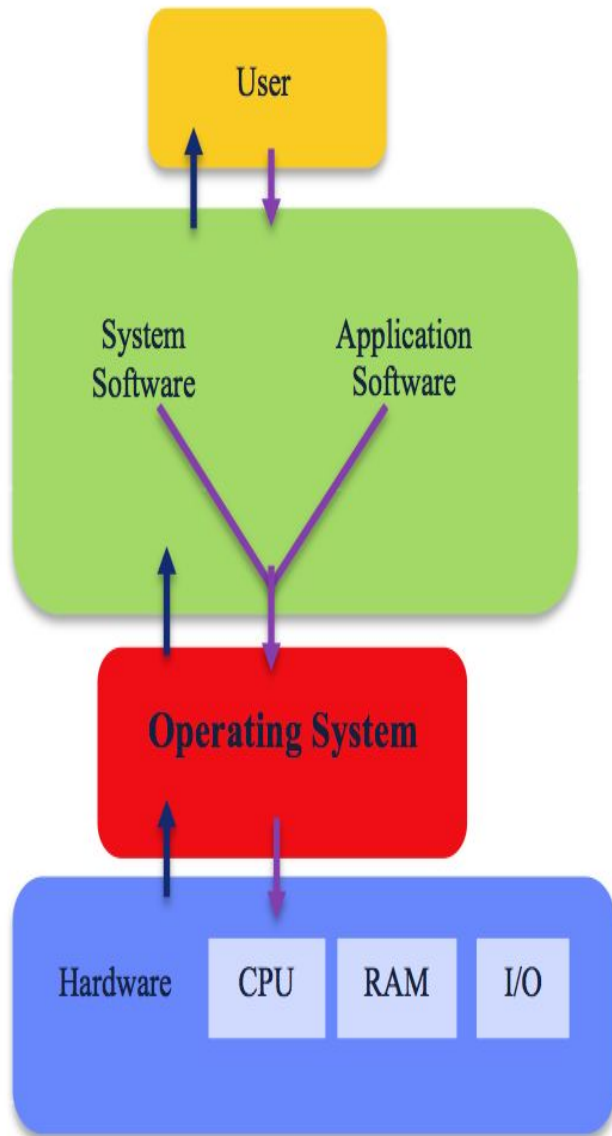 User
System
Software
Application
Software
Operating System
Hardware
CPU
RAM
I/O